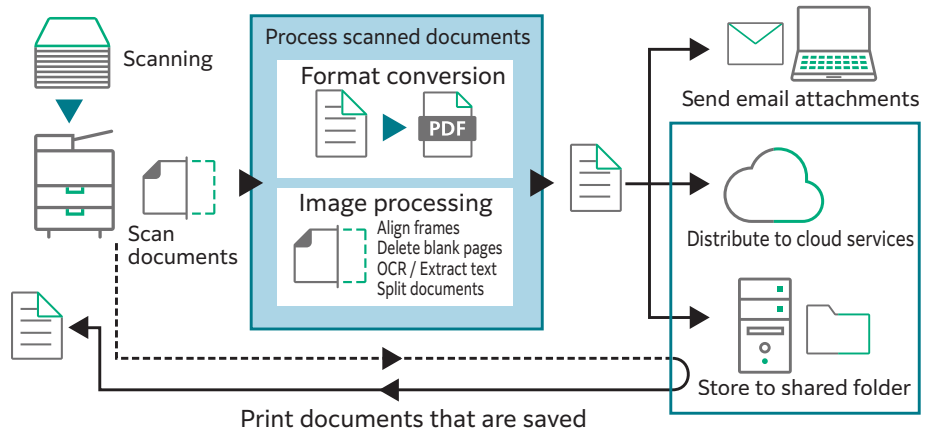 Scanning
Scan
documents
Process scanned documents
Format conversion
PDF
Image processing
Align frames
Delete blank pages
OCR / Extract text
Split documents
Send email attachments
Distribute to cloud services
Store to shared folder
Print documents that are saved